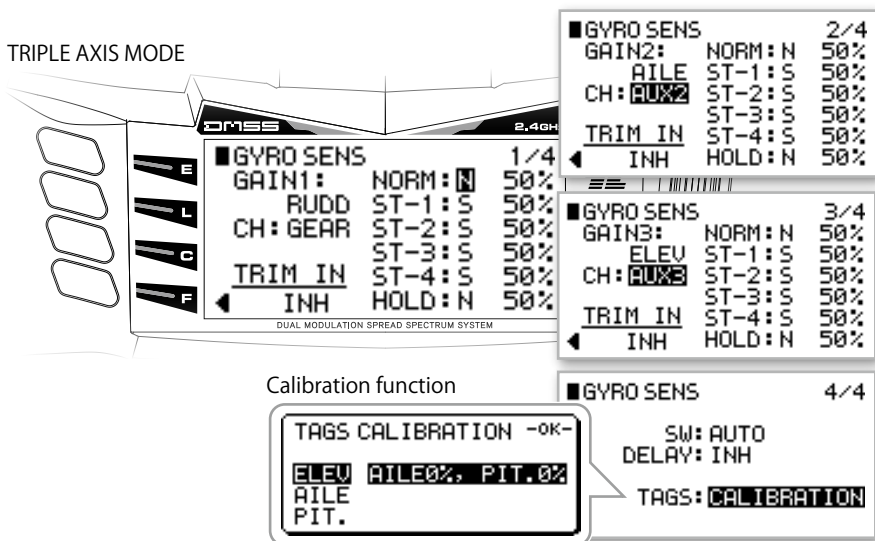 TRIPLE AXIS MODE
DMSS 2.4GH
E
L
C
F
■GYRO SENS 1/4
GAIN1: NORM:N 50%
RUDD ST-1:S 50%
CH:GEAR ST-2:S 50%
ST-3:S 50%
TRIM IN ST-4:S 50%
INH HOLD:N 50%
DUAL MODULATION SPREAD SPECTRUM SYSTEM
■GYRO SENS 2/4
GAIN2: NORM:N 50%
AILE ST-1:S 50%
CH:AUX2 ST-2:S 50%
ST-3:S 50%
TRIM IN ST-4:S 50%
INH HOLD:N 50%
■GYRO SENS 3/4
GAIN3: NORM:N 50%
ELEV ST-1:S 50%
CH:AUX3 ST-2:S 50%
ST-3:S 50%
TRIM IN ST-4:S 50%
INH HOLD:N 50%
Calibration function
TAGS CALIBRATION -OK-
ELEV AILE0%, PIT.0%
AILE
PIT.
■GYRO SENS 4/4
SW:AUTO
DELAY:INH
TAGS:CALIBRATION